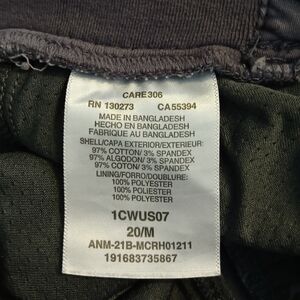 CARE306
RN 130273 CA55394
MADE IN BANGLADESH
HECHO EN BANGLADESH
FABRIQUE AU BANGLADESH
SHELL/CAPA EXTERIOR/EXTERIEUR:
97% COTTON/ 3% SPANDEX
97% ALGODON/ 3% SPANDEX
97% COTON/ 3% SPANDEX
LINING/FORRO/DOUBLURE:
100% POLYESTER
100% POLIESTER
100% POLYESTER
1CWUS07
20/M
ANM-21B-MCRH01211
191683735867